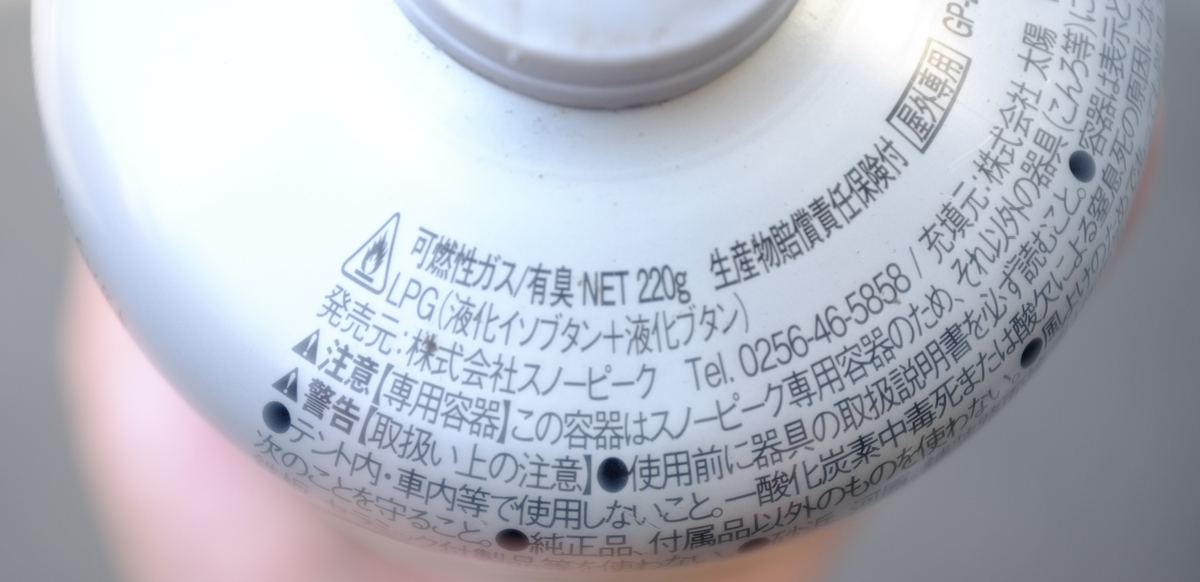 可燃性ガス/有臭 NET 220g 生産物賠償責任保険付 屋外専用 GP-
LPG(液化イソブタン+液化ブタン)
発売元:株式会社スノーピーク Tel. 0256-46-5858 / 充填元:株式会社 太陽
注意【専用容器】この容器はスノーピーク専用容器のため、それ以外の器具(こんろ等)に
警告【取扱い上の注意】●使用前に器具の取扱説明書を必ず読むこと。●容器は表示と
●テント内・車内等で使用しないこと。一酸化炭素中毒死または酸欠による窒息死の原因
次のことを守ること。●純正品、付属品以外のものを使わない。●風よけ